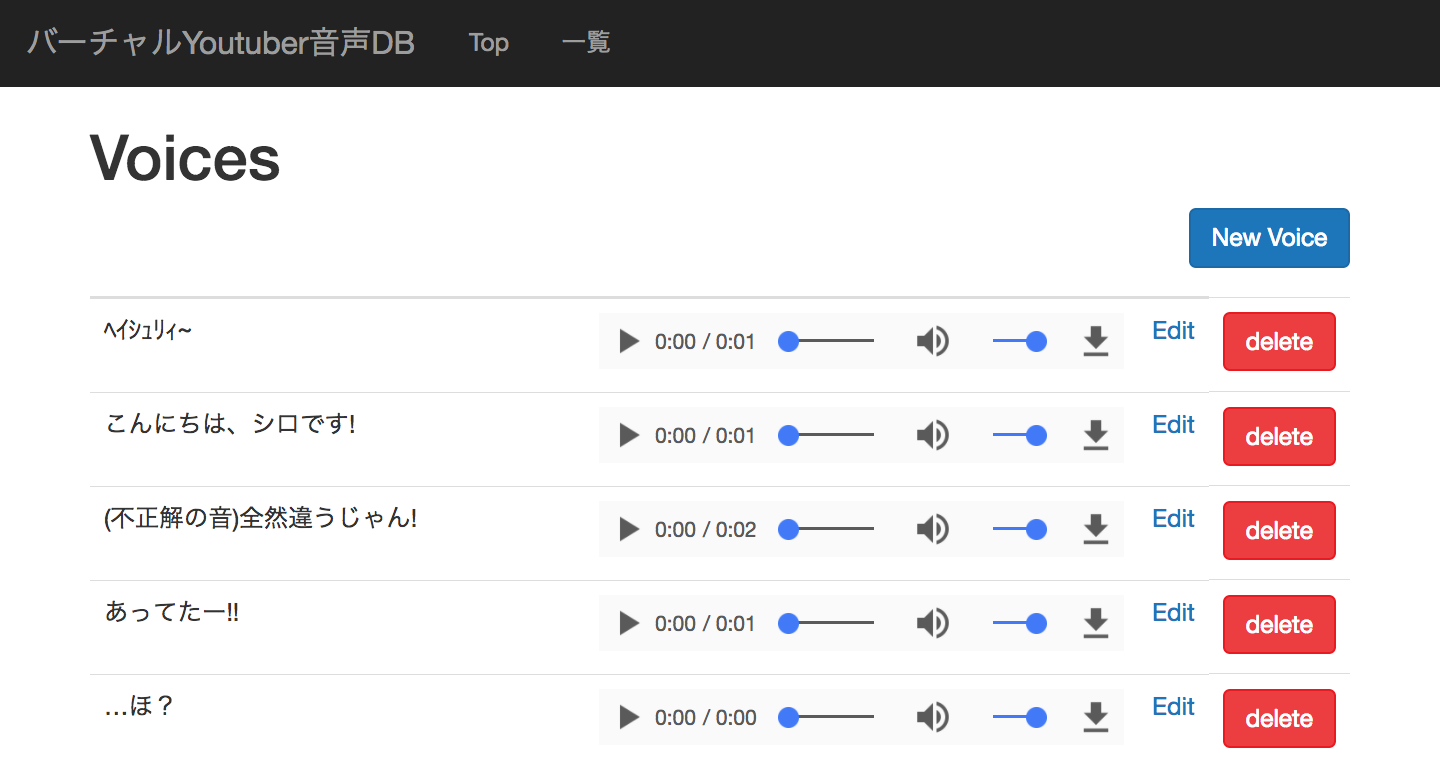 バーチャルYoutuber音声DB Top 一覧
Voices
New Voice
ﾍｲｼｭﾘｨ~ 0:00 / 0:01 Edit delete
こんにちは、シロです! 0:00 / 0:01 Edit delete
(不正解の音)全然違うじゃん! 0:00 / 0:02 Edit delete
あってたー!! 0:00 / 0:01 Edit delete
…ほ？ 0:00 / 0:00 Edit delete